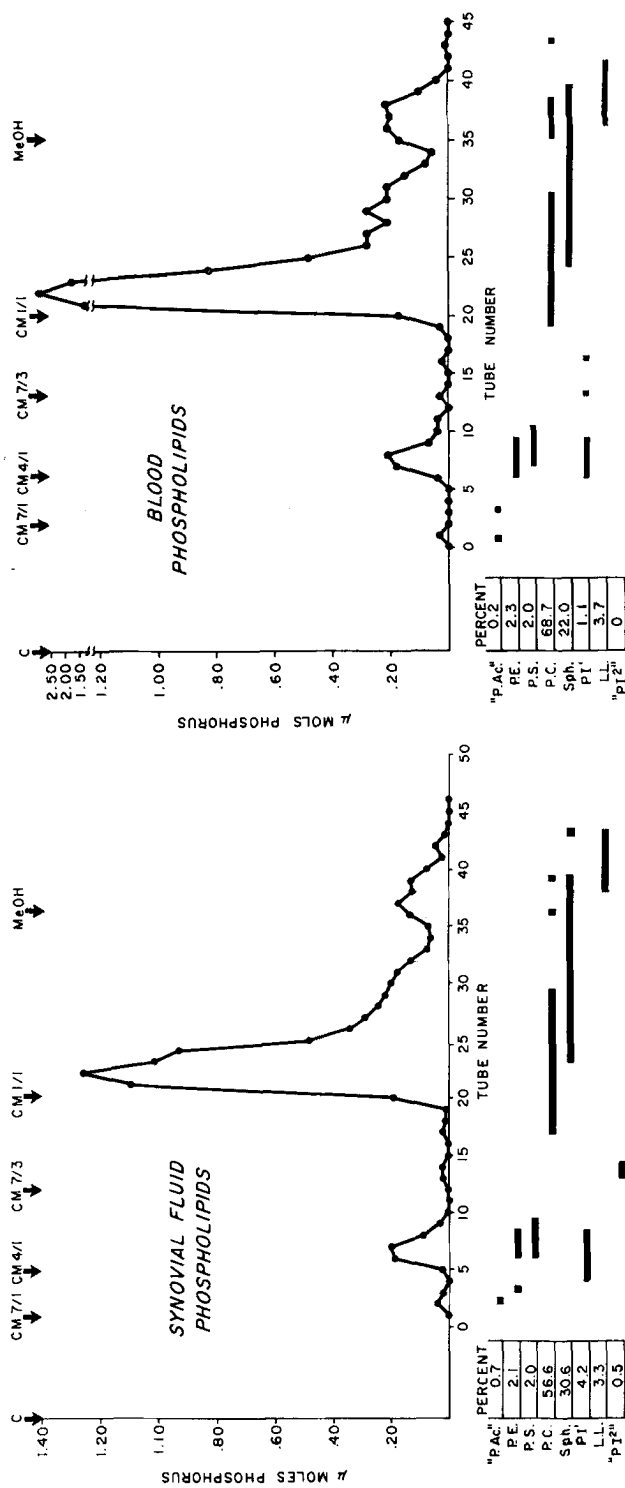 C CM 7/1 CM 4/1 CM 7/3 CM 1/1 MeOH
1.40
1.20
1.00
.80
.60
.40
.20
μ MOLES PHOSPHORUS
SYNOVIAL FLUID
PHOSPHOLIPIDS
0 5 10 15 20 25 30 35 40 45 50
TUBE NUMBER
PERCENT
"P.Ac." 0.7
P.E. 2.1
P.S. 2.0
P.C. 56.6
Sph. 30.6
PI' 4.2
L.L. 3.3
"PI2" 0.5
C CM 7/1 CM 4/1 CM 7/3 CM 1/1 MeOH
2.50
2.00
1.50
1.20
1.00
.80
.60
.40
.20
μ MOLS PHOSPHORUS
BLOOD
PHOSPHOLIPIDS
0 5 10 15 20 25 30 35 40 45
TUBE NUMBER
PERCENT
"P.Ac" 0.2
P.E. 2.3
P.S. 2.0
P.C. 68.7
Sph. 22.0
PI' 1.1
L.L. 3.7
"PI2" 0